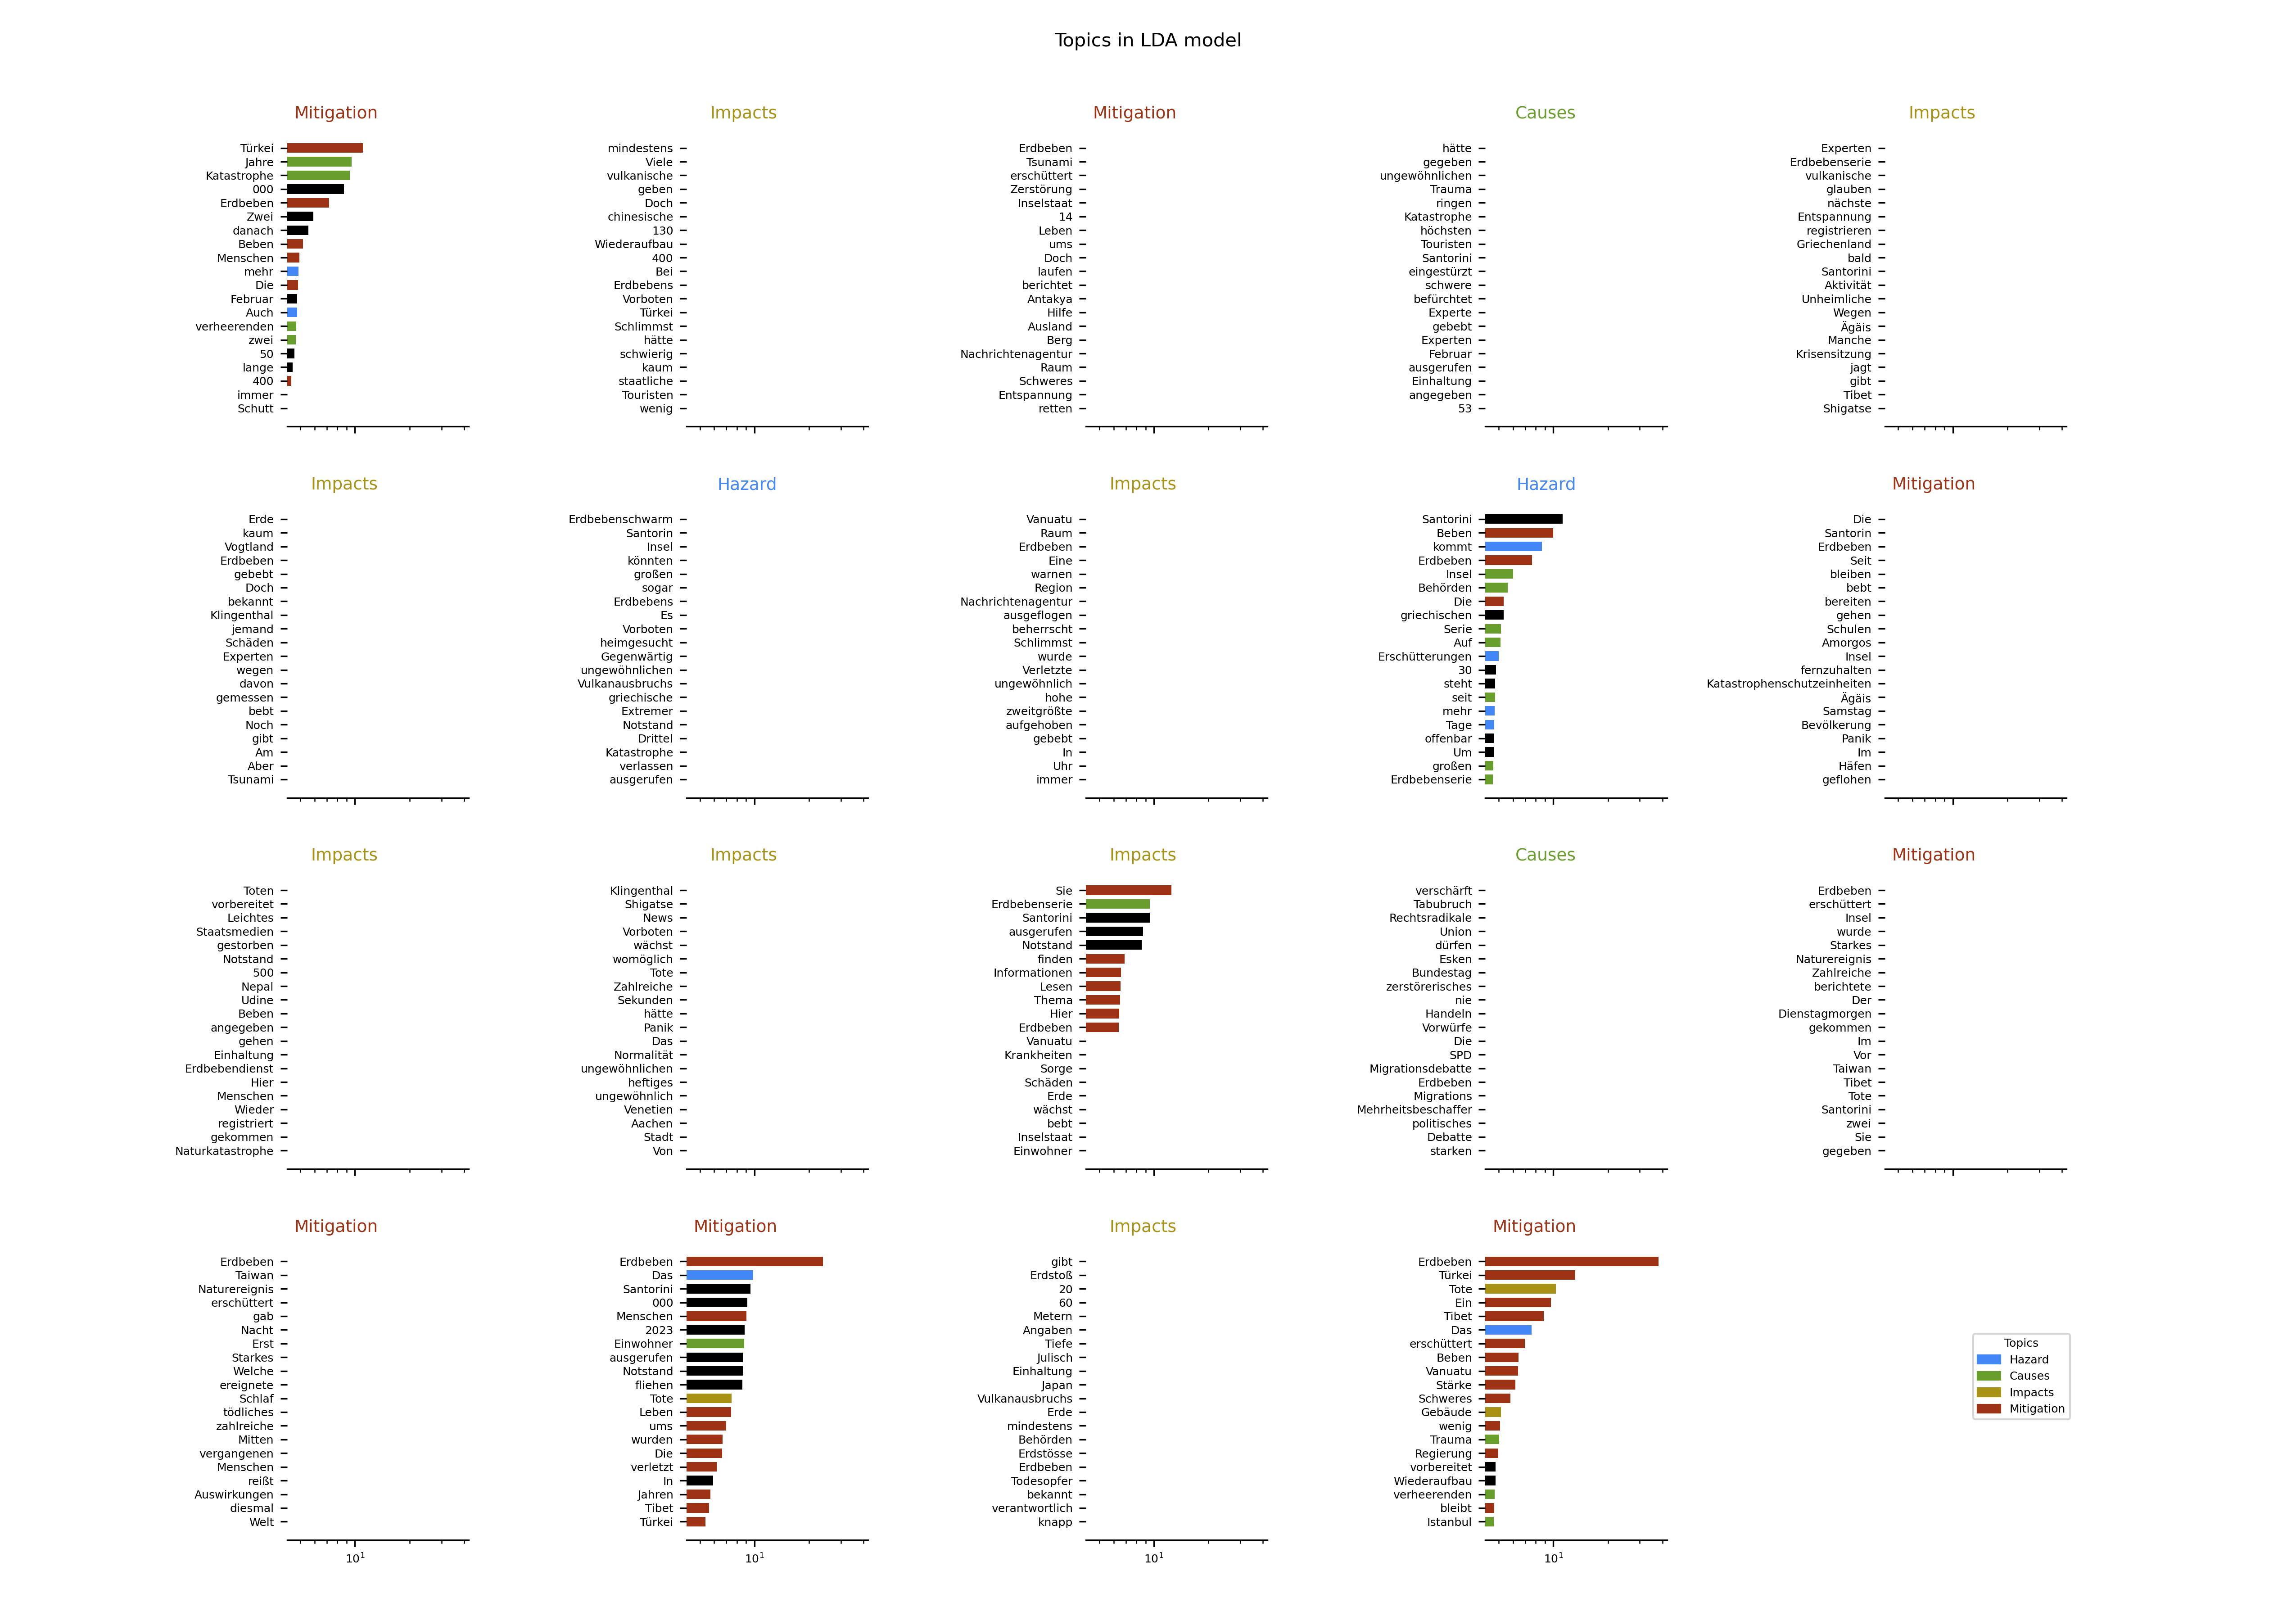 Topics in LDA model
Mitigation
Türkei
Jahre
Katastrophe
000
Erdbeben
Zwei
danach
Beben
Menschen
mehr
Die
Februar
Auch
verheerenden
zwei
50
lange
400
immer
Schutt
Impacts
mindestens
Viele
vulkanische
geben
Doch
chinesische
130
Wiederaufbau
400
Bei
Erdbebens
Vorboten
Türkei
Schlimmst
hätte
schwierig
kaum
staatliche
Touristen
wenig
Mitigation
Erdbeben
Tsunami
erschüttert
Zerstörung
Inselstaat
14
Leben
ums
Doch
laufen
berichtet
Antakya
Hilfe
Ausland
Berg
Nachrichtenagentur
Raum
Schweres
Entspannung
retten
Causes
hätte
gegeben
ungewöhnlichen
Trauma
ringen
Katastrophe
höchsten
Touristen
Santorini
eingestürzt
schwere
befürchtet
Experte
gebebt
Experten
Februar
ausgerufen
Einhaltung
angegeben
53
Impacts
Experten
Erdbebenserie
vulkanische
glauben
nächste
Entspannung
registrieren
Griechenland
bald
Santorini
Aktivität
Unheimliche
Wegen
Ägäis
Manche
Krisensitzung
jagt
gibt
Tibet
Shigatse
Impacts
Erde
kaum
Vogtland
Erdbeben
gebebt
Doch
bekannt
Klingenthal
jemand
Schäden
Experten
wegen
davon
gemessen
bebt
Noch
gibt
Am
Aber
Tsunami
Hazard
Erdbebenschwarm
Santorin
Insel
könnten
großen
sogar
Erdbebens
Es
Vorboten
heimgesucht
Gegenwärtig
ungewöhnlichen
Vulkanausbruchs
griechische
Extremer
Notstand
Drittel
Katastrophe
verlassen
ausgerufen
Impacts
Vanuatu
Raum
Erdbeben
Eine
warnen
Region
Nachrichtenagentur
ausgeflogen
beherrscht
Schlimmst
wurde
Verletzte
ungewöhnlich
hohe
zweitgrößte
aufgehoben
gebebt
In
Uhr
immer
Hazard
Santorini
Beben
kommt
Erdbeben
Insel
Behörden
Die
griechischen
Serie
Auf
Erschütterungen
30
steht
seit
mehr
Tage
offenbar
Um
großen
Erdbebenserie
Mitigation
Die
Santorin
Erdbeben
Seit
bleiben
bebt
bereiten
gehen
Schulen
Amorgos
Insel
fernzuhalten
Katastrophenschutzeinheiten
Ägäis
Samstag
Bevölkerung
Panik
Im
Häfen
geflohen
Impacts
Toten
vorbereitet
Leichtes
Staatsmedien
gestorben
Notstand
500
Nepal
Udine
Beben
angegeben
gehen
Einhaltung
Erdbebendienst
Hier
Menschen
Wieder
registriert
gekommen
Naturkatastrophe
Impacts
Klingenthal
Shigatse
News
Vorboten
wächst
womöglich
Tote
Zahlreiche
Sekunden
hätte
Panik
Das
Normalität
ungewöhnlichen
heftiges
ungewöhnlich
Venetien
Aachen
Stadt
Von
Impacts
Sie
Erdbebenserie
Santorini
ausgerufen
Notstand
finden
Informationen
Lesen
Thema
Hier
Erdbeben
Vanuatu
Krankheiten
Sorge
Schäden
Erde
wächst
bebt
Inselstaat
Einwohner
Causes
verschärft
Tabubruch
Rechtsradikale
Union
dürfen
Esken
Bundestag
zerstörerisches
nie
Handeln
Vorwürfe
Die
SPD
Migrationsdebatte
Erdbeben
Migrations
Mehrheitsbeschaffer
politisches
Debatte
starken
Mitigation
Erdbeben
erschüttert
Insel
wurde
Starkes
Naturereignis
Zahlreiche
berichtete
Der
Dienstagmorgen
gekommen
Im
Vor
Taiwan
Tibet
Tote
Santorini
zwei
Sie
gegeben
Mitigation
Erdbeben
Taiwan
Naturereignis
erschüttert
gab
Nacht
Erst
Starkes
Welche
ereignete
Schlaf
tödliches
zahlreiche
Mitten
vergangenen
Menschen
reißt
Auswirkungen
diesmal
Welt
10¹
Mitigation
Erdbeben
Das
Santorini
000
Menschen
2023
Einwohner
ausgerufen
Notstand
fliehen
Tote
Leben
ums
wurden
Die
verletzt
In
Jahren
Tibet
Türkei
10¹
Impacts
gibt
Erdstoß
20
60
Metern
Angaben
Tiefe
Julisch
Einhaltung
Japan
Vulkanausbruchs
Erde
mindestens
Behörden
Erdstösse
Erdbeben
Todesopfer
bekannt
verantwortlich
knapp
10¹
Mitigation
Erdbeben
Türkei
Tote
Ein
Tibet
Das
erschüttert
Beben
Vanuatu
Stärke
Schweres
Gebäude
wenig
Trauma
Regierung
vorbereitet
Wiederaufbau
verheerenden
bleibt
Istanbul
10¹
Topics
Hazard
Causes
Impacts
Mitigation